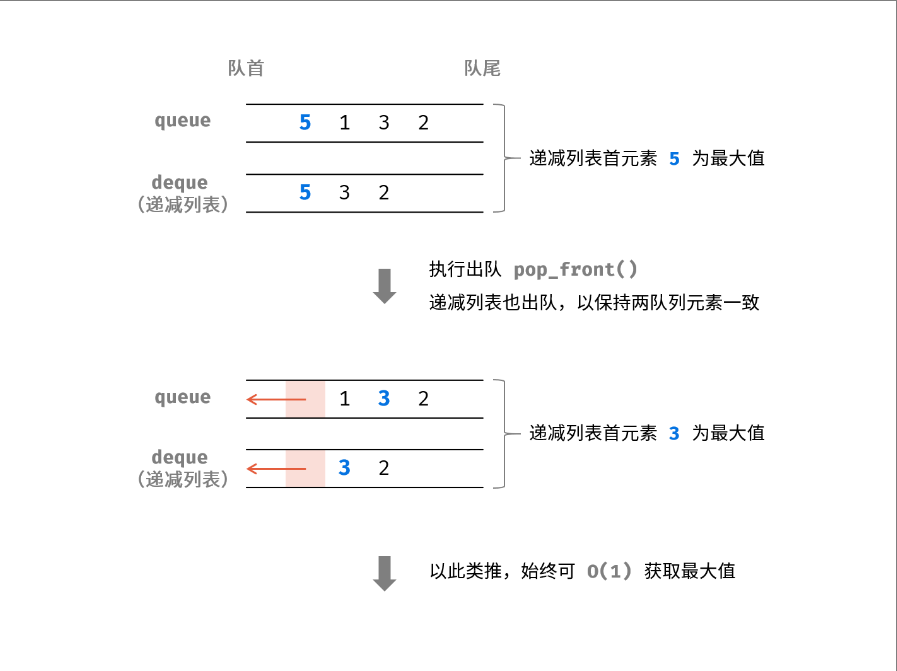 队首 队尾
queue 5 1 3 2
递减列表首元素 5 为最大值
deque 5 3 2
（递减列表）
执行出队 pop_front()
递减列表也出队，以保持两队列元素一致
queue 1 3 2
递减列表首元素 3 为最大值
deque 3 2
（递减列表）
以此类推，始终可 O(1) 获取最大值